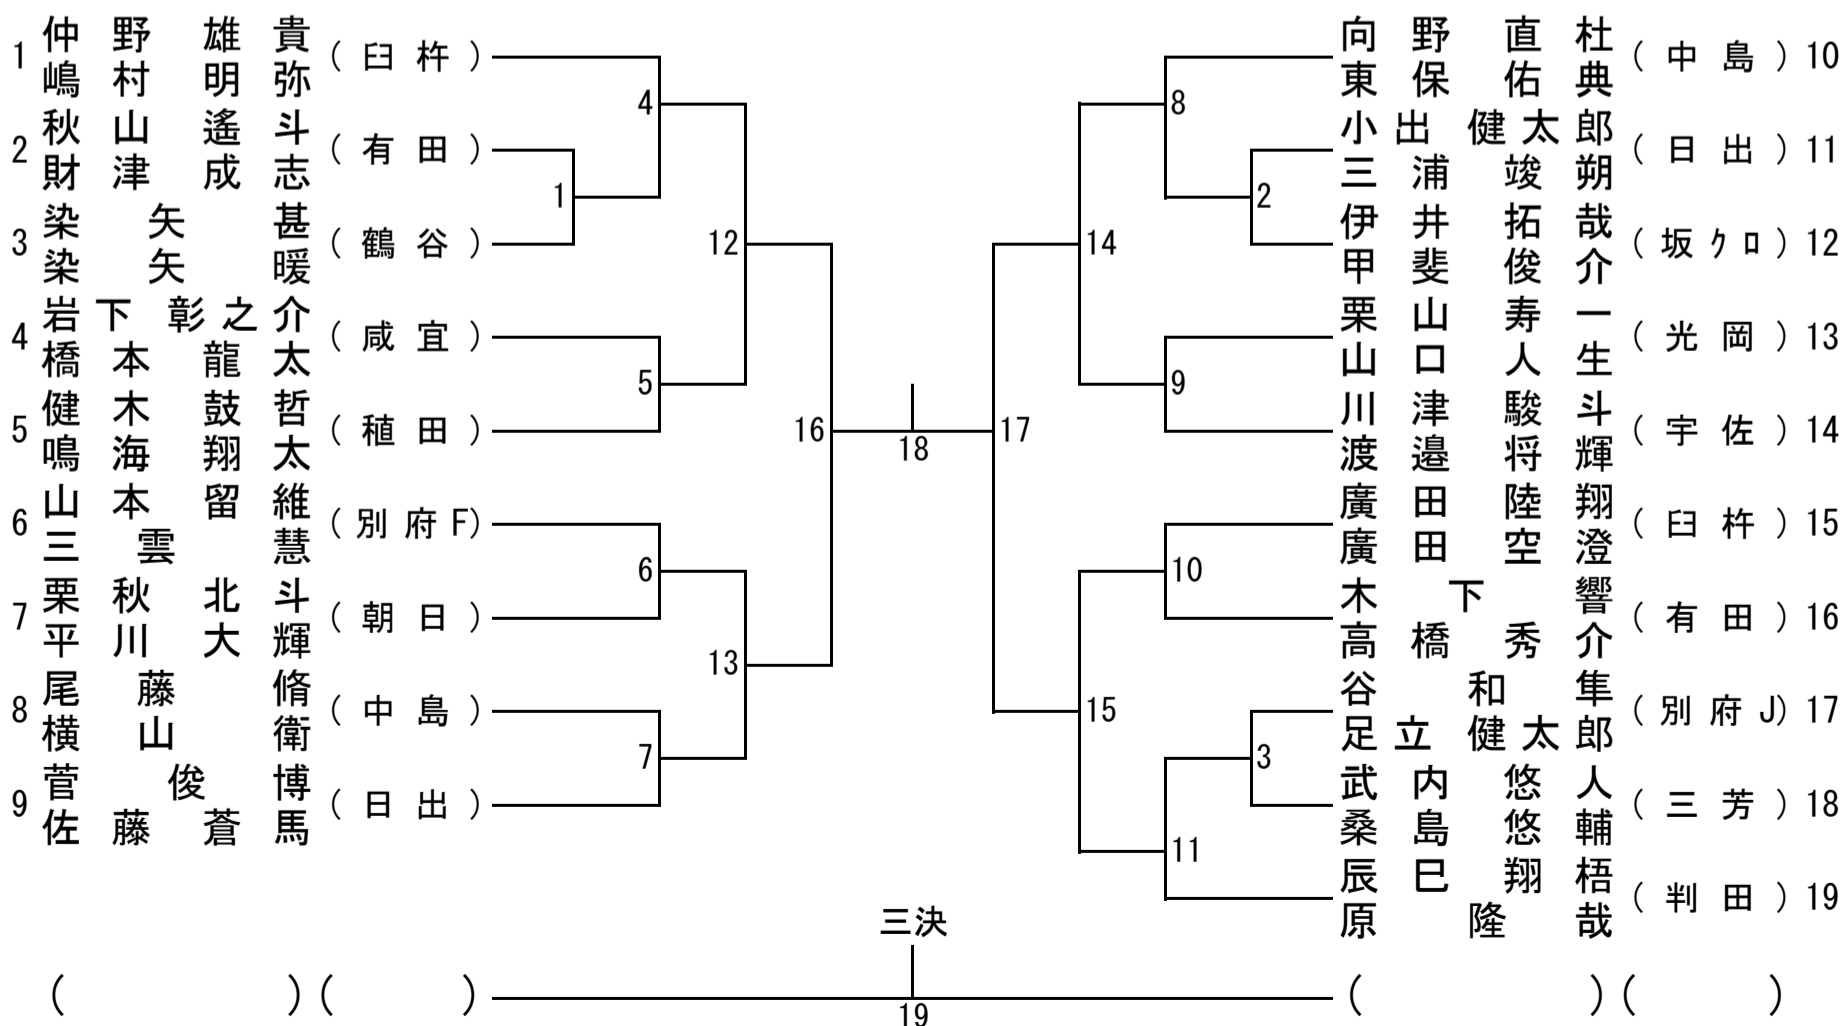 1 仲野 雄貴 (臼杵)
嶋村 明弥
2 秋山 遙斗 (有田)
財津 成志
3 染矢 甚 (鶴谷)
染矢 暖
4 岩下 彰之介 (咸宜)
橋本 龍太
5 健木 鼓哲 (稙田)
鳴海 翔太
6 山本 留維 (別府F)
三雲 慧
7 栗秋 北斗 (朝日)
平川 大輝
8 尾藤 脩 (中島)
横山 衛
9 菅 俊博 (日出)
佐藤 蒼馬
4
1
12
5
16
6
13
7
18
8
2
14
9
17
10
15
3
11
向野 直杜 (中島) 10
東保 佑典
小出 健太郎 (日出) 11
三浦 竣朔
伊井 拓哉 (坂クロ) 12
甲斐 俊介
栗山 寿一 (光岡) 13
山口 人生
川津 駿斗 (宇佐) 14
渡邉 将輝
廣田 陸翔 (臼杵) 15
廣田 空澄
木下 響 (有田) 16
高橋 秀介
谷 和隼 (別府J) 17
足立 健太郎
武内 悠人 (三芳) 18
桑島 悠輔
辰巳 翔梧 (判田) 19
原 隆哉
三決
( ) ( ) ( ) ( )
19